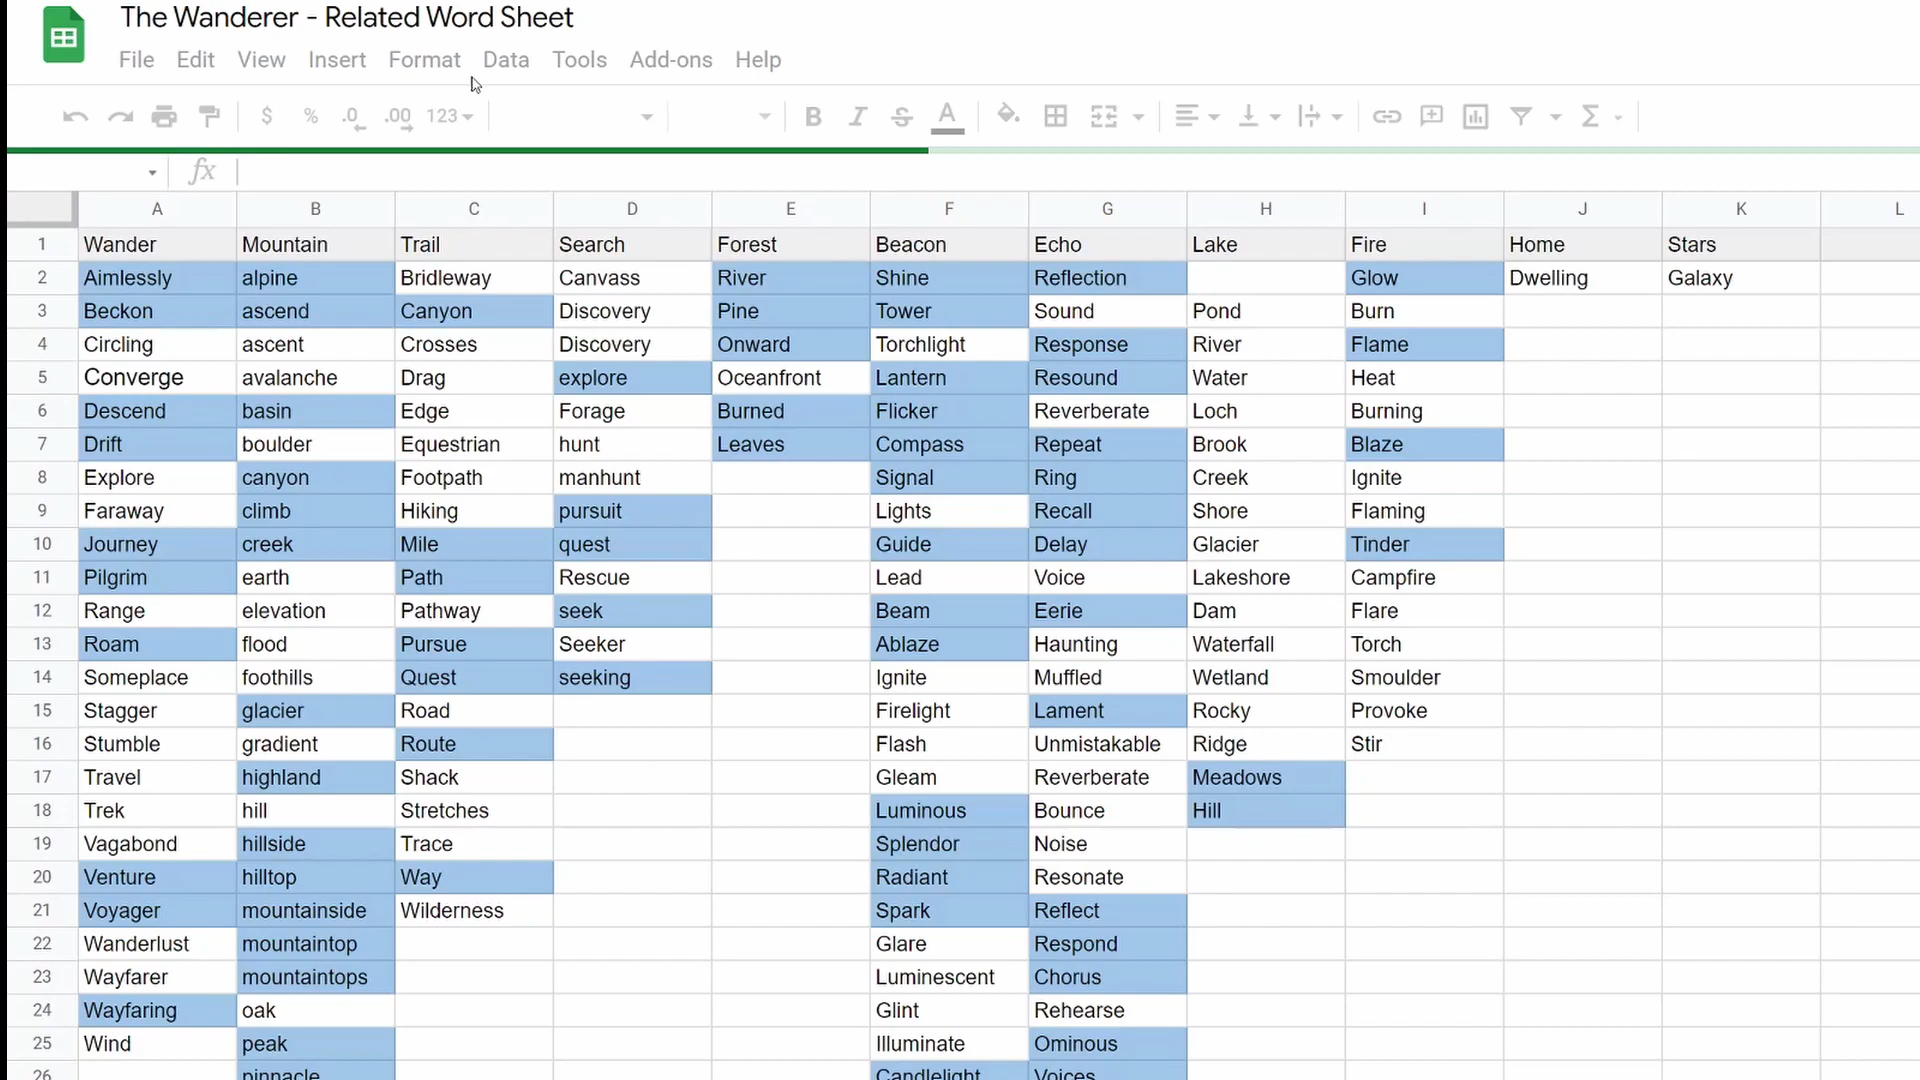 The Wanderer - Related Word Sheet
File Edit View Insert Format Data Tools Add-ons Help
$ % .0 .00 123 B I S A Σ
fx
A B C D E F G H I J K L
1 Wander Mountain Trail Search Forest Beacon Echo Lake Fire Home Stars
2 Aimlessly alpine Bridleway Canvass River Shine Reflection Glow Dwelling Galaxy
3 Beckon ascend Canyon Discovery Pine Tower Sound Pond Burn
4 Circling ascent Crosses Discovery Onward Torchlight Response River Flame
5 Converge avalanche Drag explore Oceanfront Lantern Resound Water Heat
6 Descend basin Edge Forage Burned Flicker Reverberate Loch Burning
7 Drift boulder Equestrian hunt Leaves Compass Repeat Brook Blaze
8 Explore canyon Footpath manhunt Signal Ring Creek Ignite
9 Faraway climb Hiking pursuit Lights Recall Shore Flaming
10 Journey creek Mile quest Guide Delay Glacier Tinder
11 Pilgrim earth Path Rescue Lead Voice Lakeshore Campfire
12 Range elevation Pathway seek Beam Eerie Dam Flare
13 Roam flood Pursue Seeker Ablaze Haunting Waterfall Torch
14 Someplace foothills Quest seeking Ignite Muffled Wetland Smoulder
15 Stagger glacier Road Firelight Lament Rocky Provoke
16 Stumble gradient Route Flash Unmistakable Ridge Stir
17 Travel highland Shack Gleam Reverberate Meadows
18 Trek hill Stretches Luminous Bounce Hill
19 Vagabond hillside Trace Splendor Noise
20 Venture hilltop Way Radiant Resonate
21 Voyager mountainside Wilderness Spark Reflect
22 Wanderlust mountaintop Glare Respond
23 Wayfarer mountaintops Luminescent Chorus
24 Wayfaring oak Glint Rehearse
25 Wind peak Illuminate Ominous
26 pinnacle Candlelight Voices